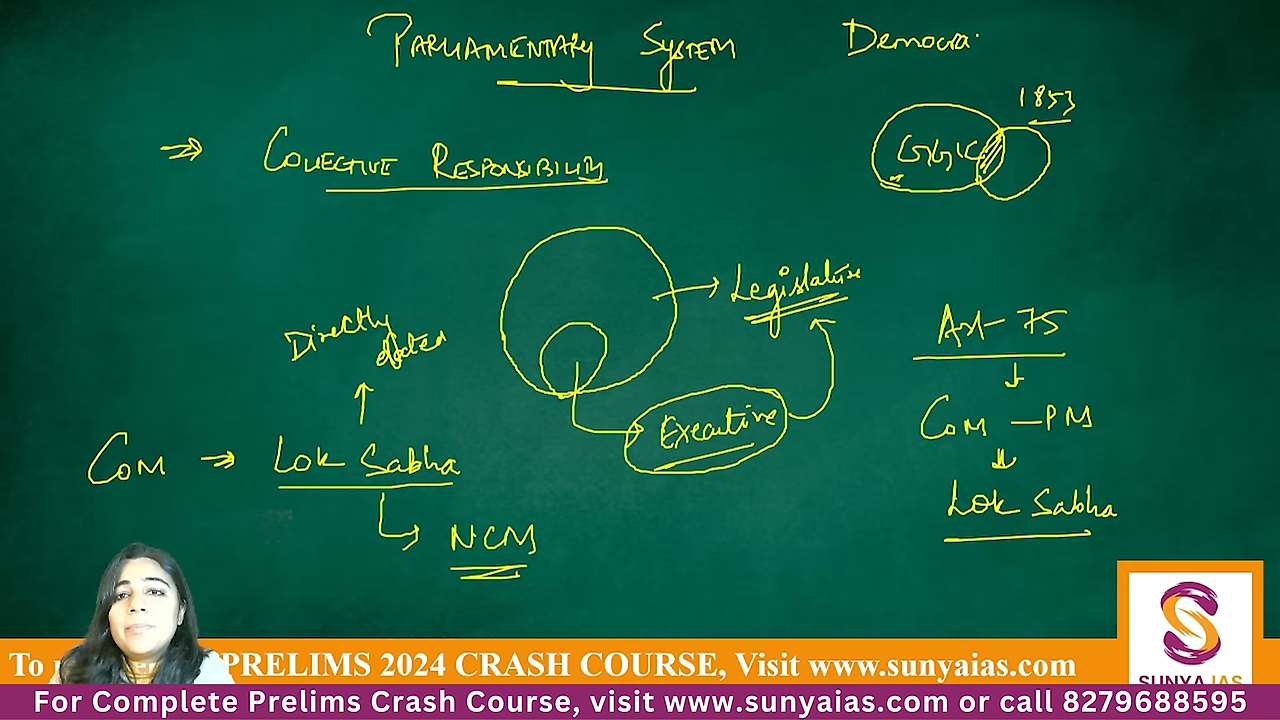 PARLIAMENTARY SYSTEM
Democra
1853
COLLECTIVE RESPONSIBILITY
Legislative
Directly
elected
Art- 75
Executive
COM - PM
COM → Lok Sabha
Lok Sabha
NCM
To PRELIMS 2024 CRASH COURSE, Visit www.sunyaias.com
SUNYA IAS
For Complete Prelims Crash Course, visit www.sunyaias.com or call 8279688595